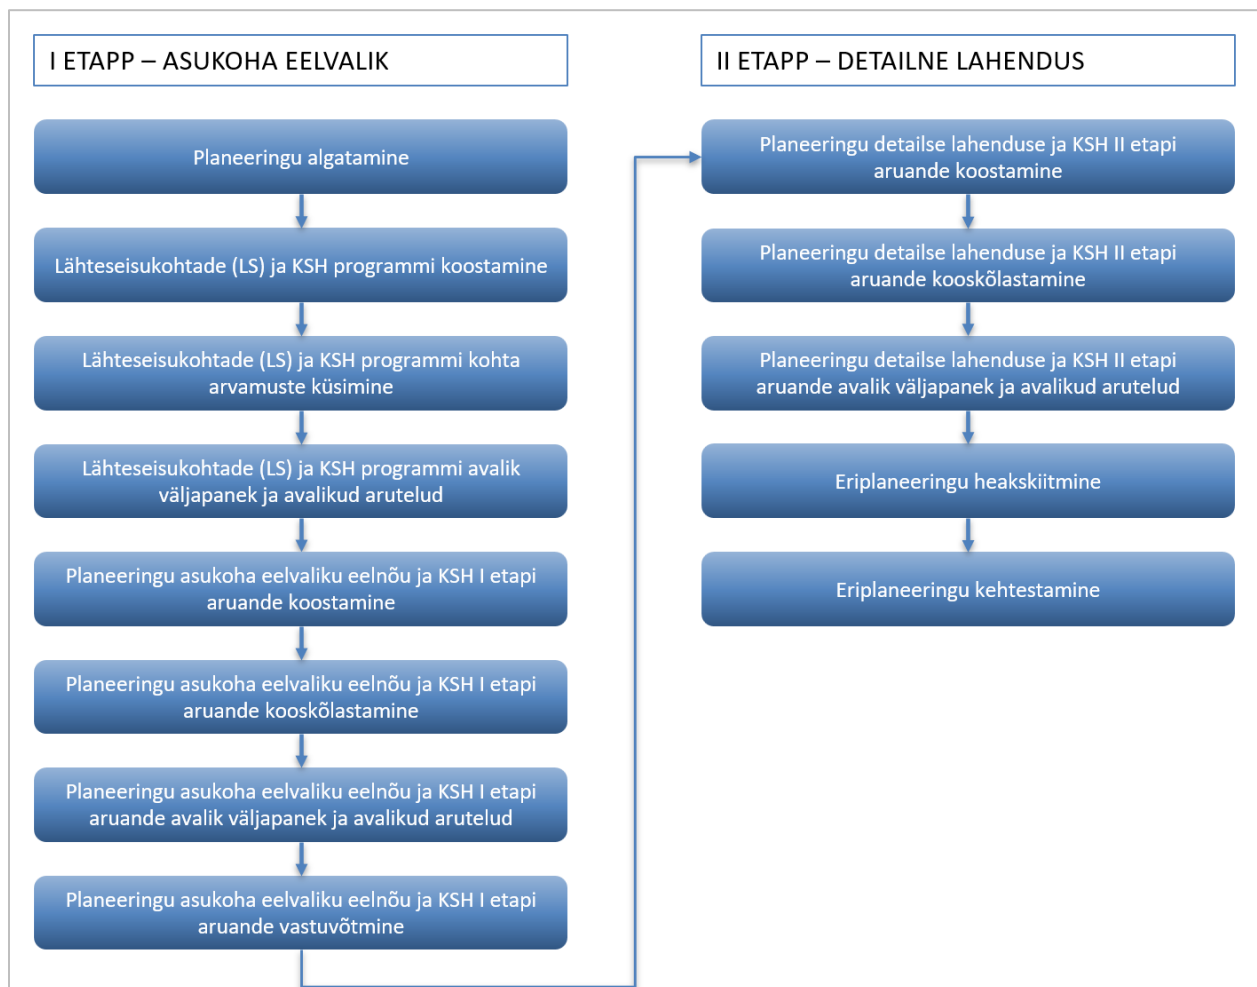 I ETAPP – ASUKOHA EELVALIK
Planeeringu algatamine
Lähteseisukohtade (LS) ja KSH programmi koostamine
Lähteseisukohtade (LS) ja KSH programmi kohta
arvamuste küsimine
Lähteseisukohtade (LS) ja KSH programmi avalik
väljapanek ja avalikud arutelud
Planeeringu asukoha eelvaliku eelnõu ja KSH I etapi
aruande koostamine
Planeeringu asukoha eelvaliku eelnõu ja KSH I etapi
aruande kooskõlastamine
Planeeringu asukoha eelvaliku eelnõu ja KSH I etapi
aruande avalik väljapanek ja avalikud arutelud
Planeeringu asukoha eelvaliku eelnõu ja KSH I etapi
aruande vastuvõtmine
II ETAPP – DETAILNE LAHENDUS
Planeeringu detailse lahenduse ja KSH II etapi
aruande koostamine
Planeeringu detailse lahenduse ja KSH II etapi
aruande kooskõlastamine
Planeeringu detailse lahenduse ja KSH II etapi
aruande avalik väljapanek ja avalikud arutelud
Eriplaneeringu heakskiitmine
Eriplaneeringu kehtestamine